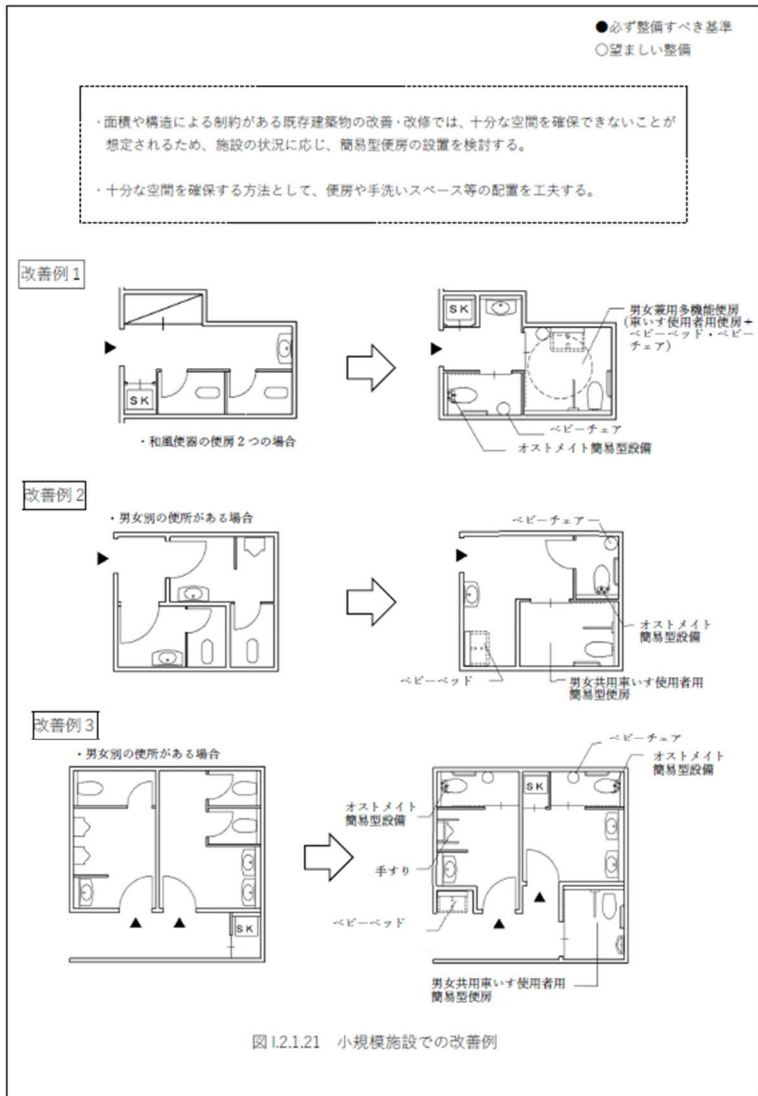 ●必ず整備すべき基準
○望ましい整備
・面積や構造による制約がある既存建築物の改善・改修では、十分な空間を確保できないことが
想定されるため、施設の状況に応じ、簡易型便房の設置を検討する。
・十分な空間を確保する方法として、便房や手洗いスペース等の配置を工夫する。
改善例1
SK
・和風便器の便房2つの場合
SK
男女兼用多機能便房
(車いす使用者用便房+
ベビーベッド・ベビー
チェア)
ベビーチェア
オストメイト簡易型設備
改善例2
・男女別の便所がある場合
ベビーチェア
オストメイト
簡易型設備
ベビーベッド
男女共用車いす使用者用
簡易型便房
改善例3
・男女別の便所がある場合
SK
ベビーチェア
オストメイト
簡易型設備
オストメイト
簡易型設備
SK
手すり
ベビーベッド
男女共用車いす使用者用
簡易型便房
図 I.2.1.21 小規模施設での改善例